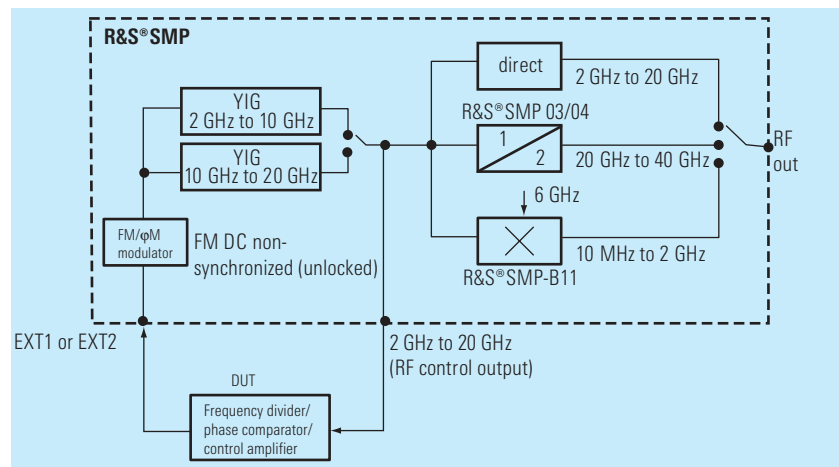 R&S®SMP
YIG
2 GHz to 10 GHz
YIG
10 GHz to 20 GHz
FM/φM
modulator
FM DC non-
synchronized (unlocked)
direct
2 GHz to 20 GHz
R&S®SMP 03/04
1
2
20 GHz to 40 GHz
6 GHz
10 MHz to 2 GHz
R&S®SMP-B11
RF
out
EXT1 or EXT2
2 GHz to 20 GHz
(RF control output)
DUT
Frequency divider/
phase comparator/
control amplifier